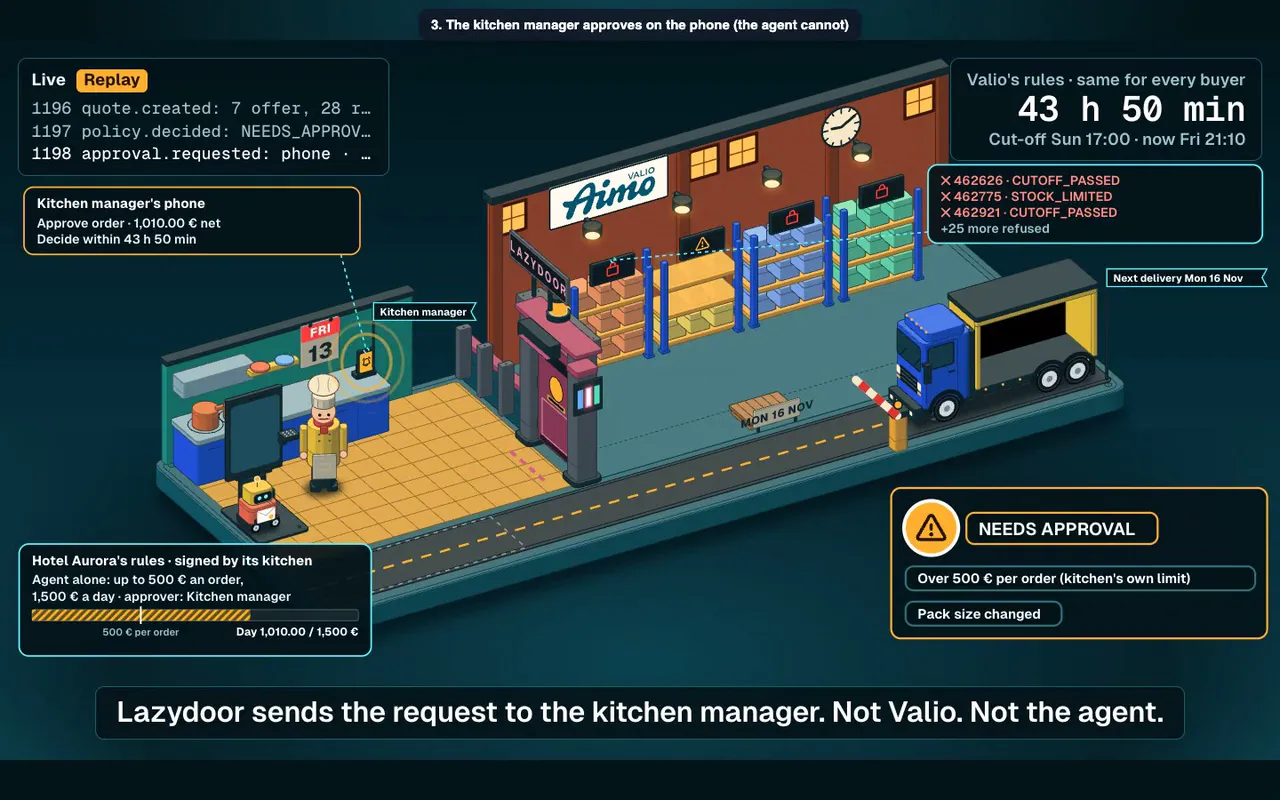 3. The kitchen manager approves on the phone (the agent cannot)
Live Replay
1196 quote.created: 7 offer, 28 r…
1197 policy.decided: NEEDS_APPROV…
1198 approval.requested: phone · …
Kitchen manager's phone
Approve order · 1,010.00 € net
Decide within 43 h 50 min
Valio's rules · same for every buyer
43 h 50 min
Cut-off Sun 17:00 · now Fri 21:10
✕ 462626 · CUTOFF_PASSED
✕ 462775 · STOCK_LIMITED
✕ 462921 · CUTOFF_PASSED
+25 more refused
Next delivery Mon 16 Nov
VALIO
Aimo
LAZYDOOR
Kitchen manager
FRI
13
MON 16 NOV
NEEDS APPROVAL
Over 500 € per order (kitchen's own limit)
Pack size changed
Hotel Aurora's rules · signed by its kitchen
Agent alone: up to 500 € an order,
1,500 € a day · approver: Kitchen manager
500 € per order
Day 1,010.00 / 1,500 €
Lazydoor sends the request to the kitchen manager. Not Valio. Not the agent.